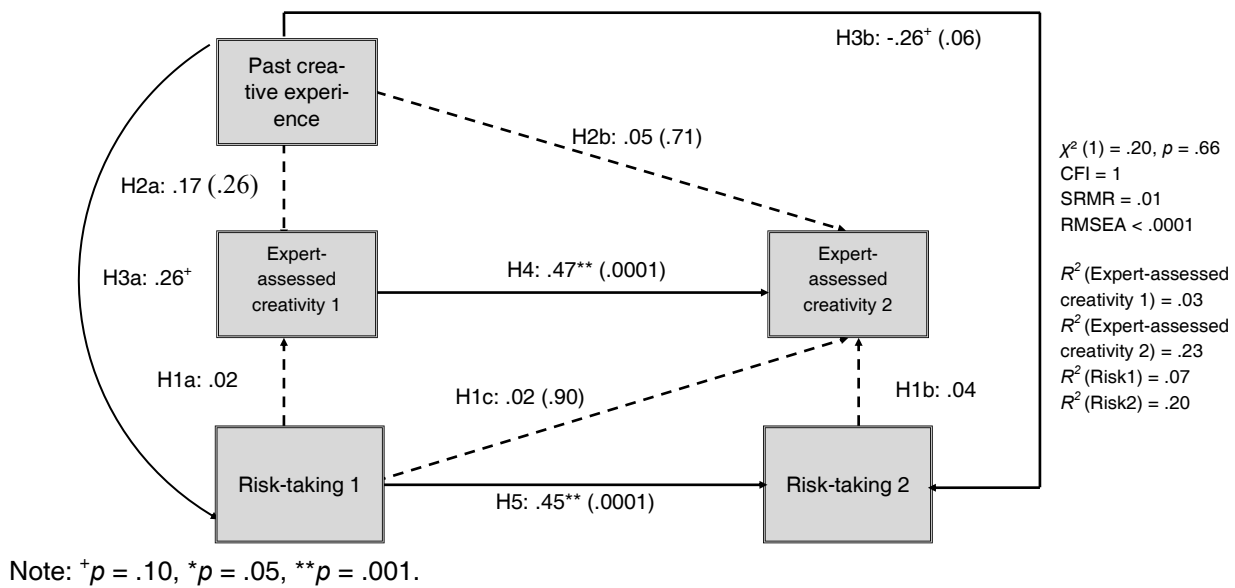 H3b: -.26⁺ (.06)
Past crea-
tive experi-
ence
H2b: .05 (.71)
χ² (1) = .20, p = .66
CFI = 1
SRMR = .01
RMSEA < .0001
H2a: .17 (.26)
H3a: .26⁺
Expert-
assessed
creativity 1
H4: .47** (.0001)
Expert-
assessed
creativity 2
R² (Expert-assessed
creativity 1) = .03
R² (Expert-assessed
creativity 2) = .23
R² (Risk1) = .07
R² (Risk2) = .20
H1a: .02
H1c: .02 (.90)
H1b: .04
Risk-taking 1
H5: .45** (.0001)
Risk-taking 2
Note: ⁺p = .10, *p = .05, **p = .001.